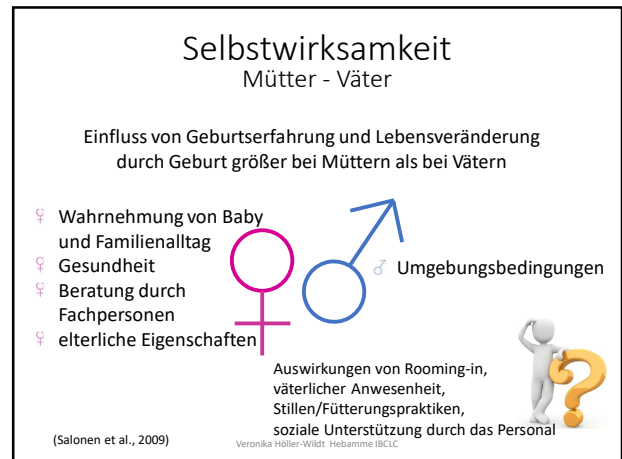 Selbstwirksamkeit
Mütter - Väter
Einfluss von Geburtserfahrung und Lebensveränderung
durch Geburt größer bei Müttern als bei Vätern
♀ Wahrnehmung von Baby
und Familienalltag
♀ Gesundheit
♀ Beratung durch
Fachpersonen
♀ elterliche Eigenschaften
♂ Umgebungsbedingungen
Auswirkungen von Rooming-in,
väterlicher Anwesenheit,
Stillen/Fütterungspraktiken,
soziale Unterstützung durch das Personal
(Salonen et al., 2009)
Veronika Höller-Wildt Hebamme IBCLC